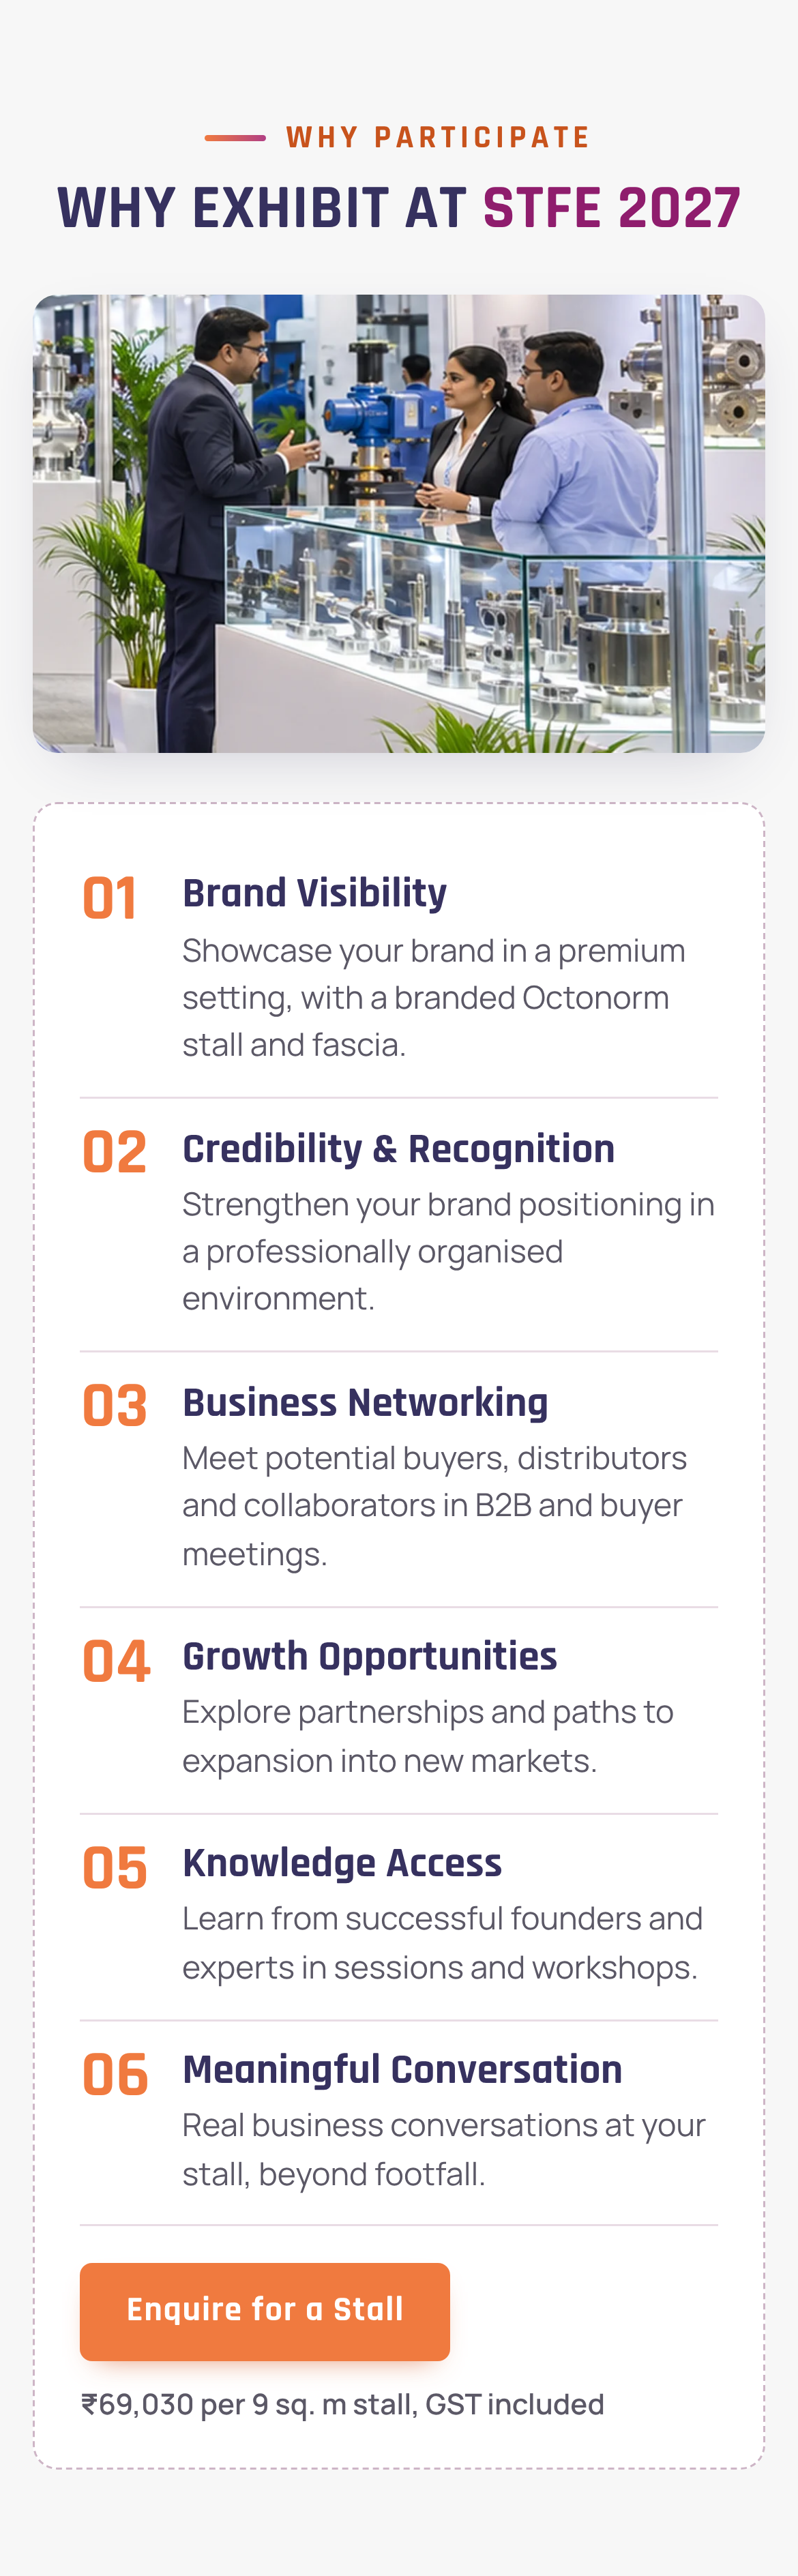 WHY PARTICIPATE
WHY EXHIBIT AT STFE 2027
01
Brand Visibility
Showcase your brand in a premium
setting, with a branded Octonorm
stall and fascia.
02
Credibility & Recognition
Strengthen your brand positioning in
a professionally organised
environment.
03
Business Networking
Meet potential buyers, distributors
and collaborators in B2B and buyer
meetings.
04
Growth Opportunities
Explore partnerships and paths to
expansion into new markets.
05
Knowledge Access
Learn from successful founders and
experts in sessions and workshops.
06
Meaningful Conversation
Real business conversations at your
stall, beyond footfall.
Enquire for a Stall
₹69,030 per 9 sq. m stall, GST included